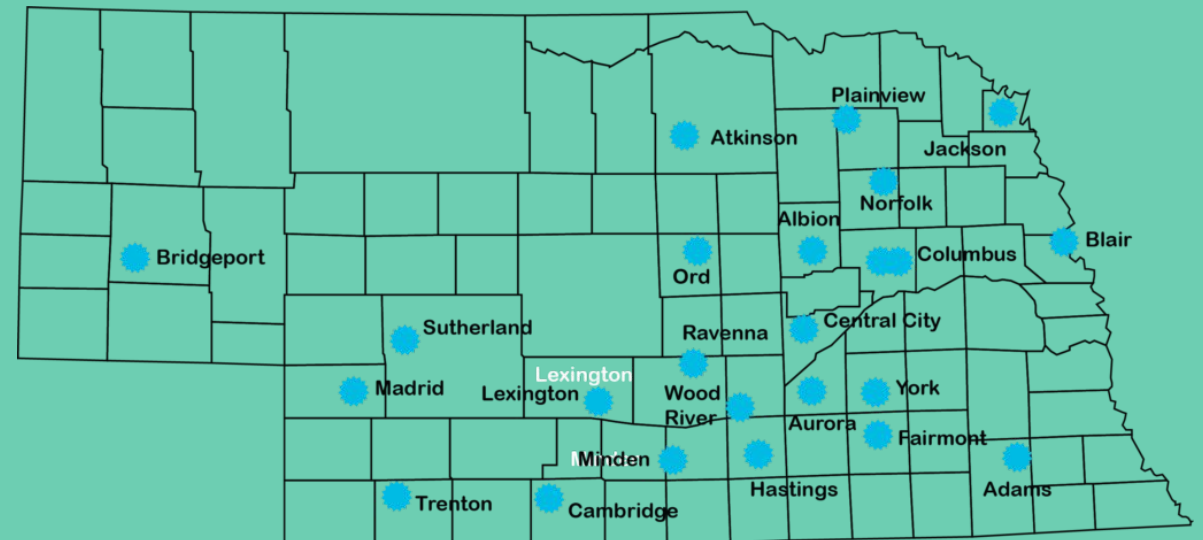 Plainview
Atkinson
Jackson
Norfolk
Albion
Blair
Bridgeport
Columbus
Ord
Sutherland
Central City
Ravenna
Lexington
Lexington
Madrid
Wood
River
York
Aurora
Fairmont
Minden
Hastings
Adams
Trenton
Cambridge